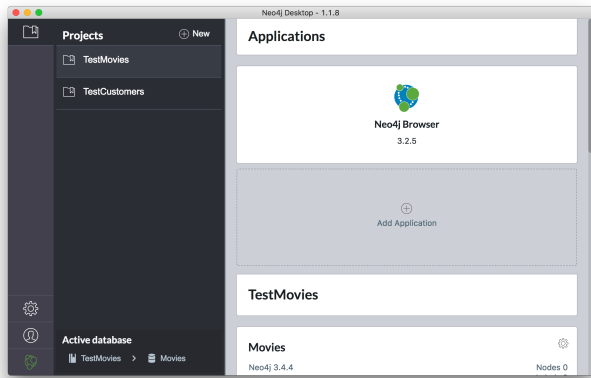 Neo4j Desktop - 1.1.8
Projects
New
TestMovies
TestCustomers
Active database
TestMovies > Movies
Applications
Neo4j Browser
3.2.5
Add Application
TestMovies
Movies
Neo4j 3.4.4
Nodes 0